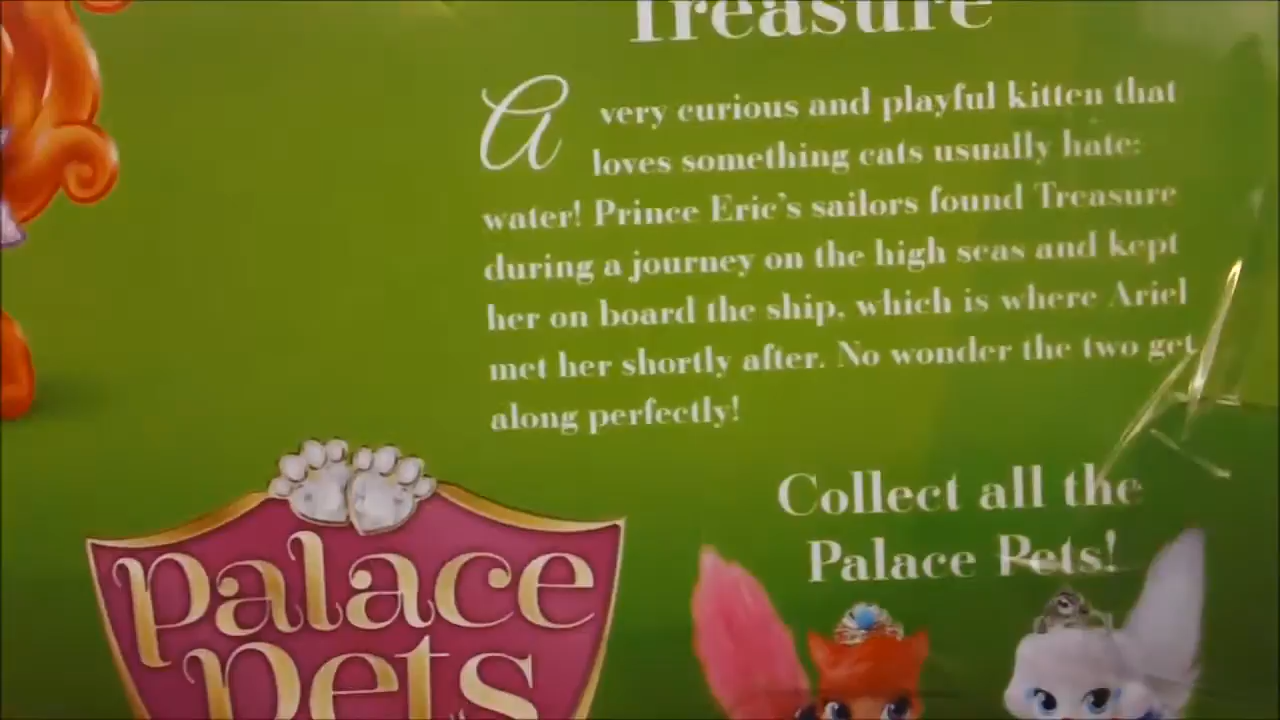 Treasure
A very curious and playful kitten that
loves something cats usually hate:
water! Prince Eric's sailors found Treasure
during a journey on the high seas and kept
her on board the ship, which is where Ariel
met her shortly after. No wonder the two get
along perfectly!
Collect all the
Palace Pets!
palace
pets